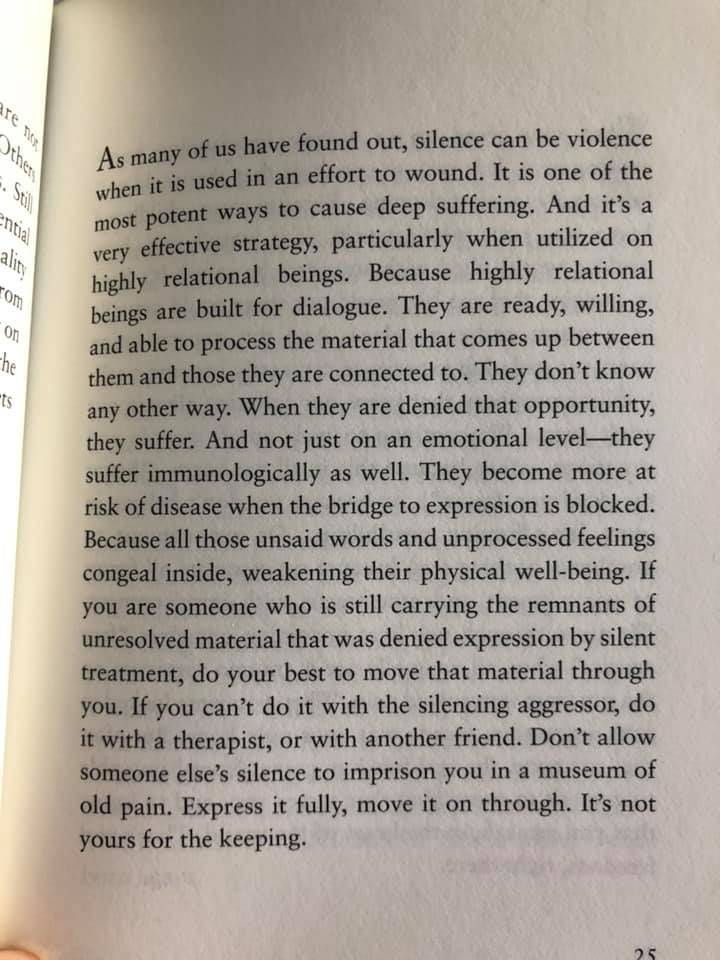 are not
Others
. Still
ential
ality
rom
on
the
ts
As many of us have found out, silence can be violence
when it is used in an effort to wound. It is one of the
most potent ways to cause deep suffering. And it's a
very effective strategy, particularly when utilized on
highly relational beings. Because highly relational
beings are built for dialogue. They are ready, willing,
and able to process the material that comes up between
them and those they are connected to. They don't know
any other way. When they are denied that opportunity,
they suffer. And not just on an emotional level—they
suffer immunologically as well. They become more at
risk of disease when the bridge to expression is blocked.
Because all those unsaid words and unprocessed feelings
congeal inside, weakening their physical well-being. If
you are someone who is still carrying the remnants of
unresolved material that was denied expression by silent
treatment, do your best to move that material through
you. If you can't do it with the silencing aggressor, do
it with a therapist, or with another friend. Don't allow
someone else's silence to imprison you in a museum of
old pain. Express it fully, move it on through. It's not
yours for the keeping.
25